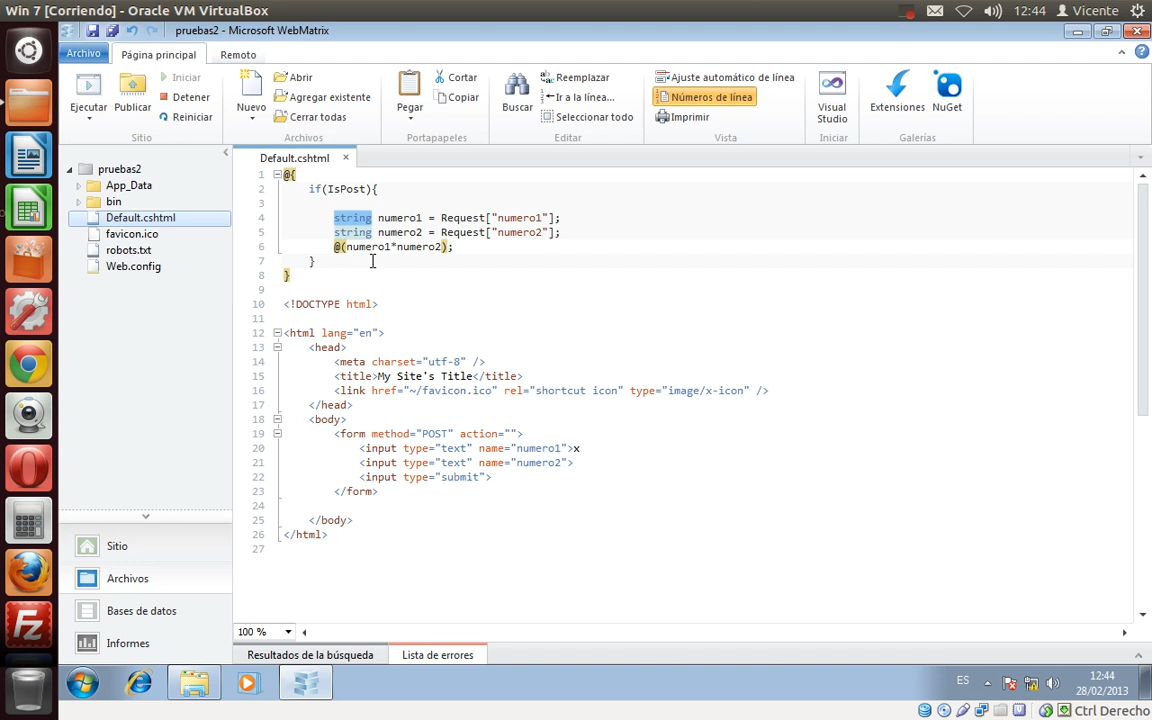 Win 7 [Corriendo] - Oracle VM VirtualBox
12:44 Vicente
pruebas2 - Microsoft WebMatrix
Archivo Página principal Remoto
Ejecutar Publicar Iniciar Detener Reiniciar
Sitio
Nuevo Abrir Agregar existente Cerrar todas
Archivos
Pegar Cortar Copiar
Portapapeles
Buscar Reemplazar Ir a la línea... Seleccionar todo
Editar
Ajuste automático de línea Números de línea Imprimir
Vista
Visual Studio
Iniciar
Extensiones NuGet
Galerías
pruebas2
App_Data
bin
Default.cshtml
favicon.ico
robots.txt
Web.config
Sitio
Archivos
Bases de datos
Informes
Default.cshtml
1 @{
2 if(IsPost){
3
4 string numero1 = Request["numero1"];
5 string numero2 = Request["numero2"];
6 @(numero1*numero2);
7 }
8 }
9
10 <!DOCTYPE html>
11
12 <html lang="en">
13 <head>
14 <meta charset="utf-8" />
15 <title>My Site's Title</title>
16 <link href="~/favicon.ico" rel="shortcut icon" type="image/x-icon" />
17 </head>
18 <body>
19 <form method="POST" action="">
20 <input type="text" name="numero1">x
21 <input type="text" name="numero2">
22 <input type="submit">
23 </form>
24
25 </body>
26 </html>
27
100 %
Resultados de la búsqueda Lista de errores
ES 12:44
28/02/2013
Ctrl Derecho